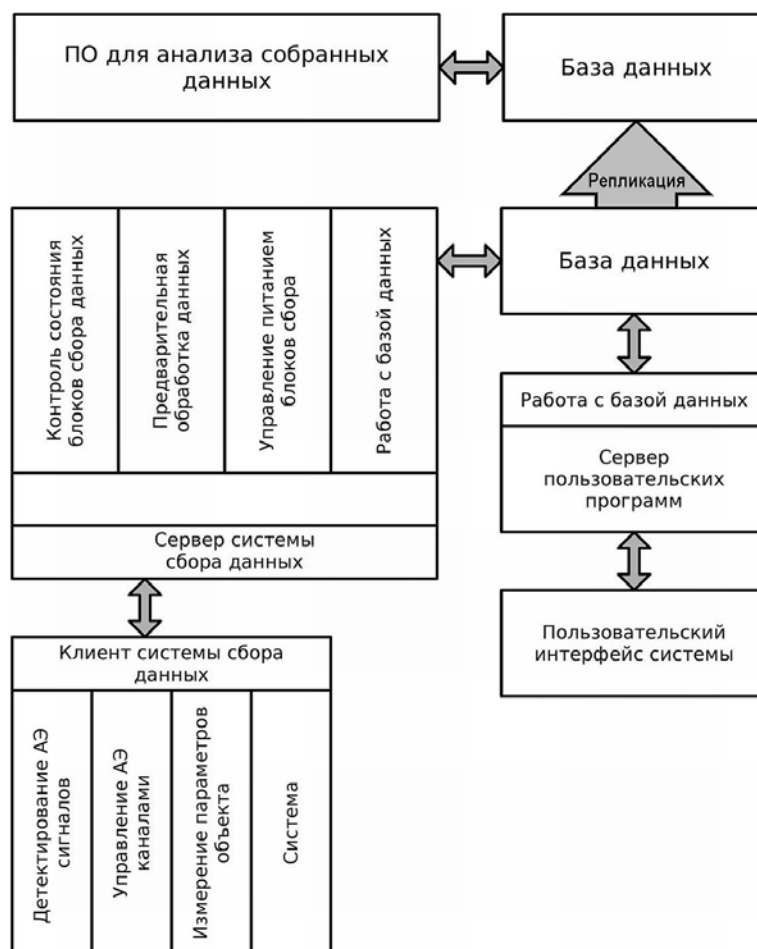 ПО для анализа собранных
данных
База данных
Репликация
Контроль состояния
блоков сбора данных
Предварительная
обработка данных
Управление питанием
блоков сбора
Работа с базой данных
База данных
Работа с базой данных
Сервер
пользовательских
программ
Сервер системы
сбора данных
Пользовательский
интерфейс системы
Клиент системы сбора
данных
Детектирование АЭ
сигналов
Управление АЭ
каналами
Измерение параметров
объекта
Система